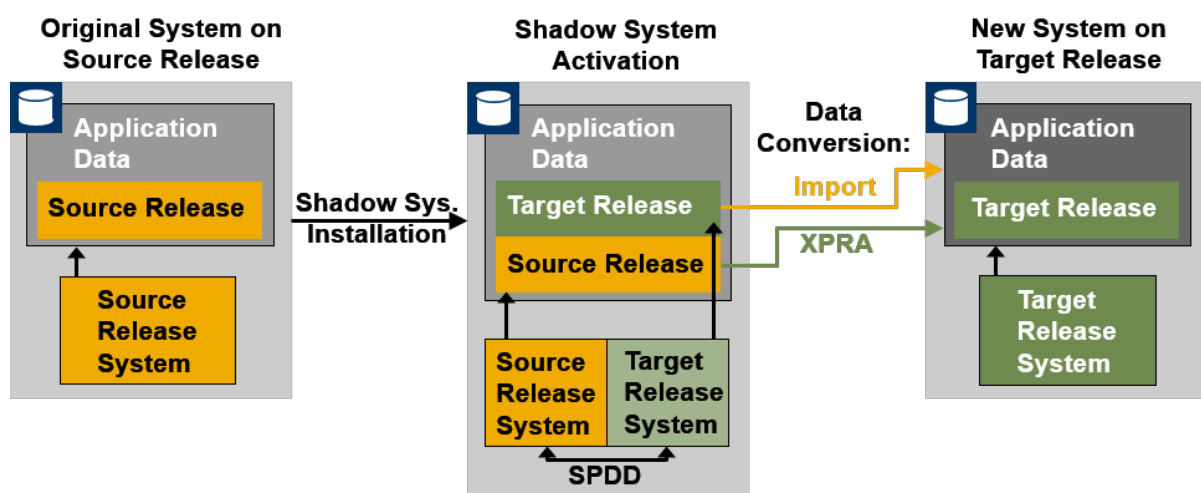 Original System on
Source Release
Application
Data
Source Release
Source
Release
System
Shadow Sys.
Installation
Shadow System
Activation
Application
Data
Target Release
Source Release
Source
Release
System
Target
Release
System
SPDD
Data
Conversion:
Import
XPRA
New System on
Target Release
Application
Data
Target Release
Target
Release
System